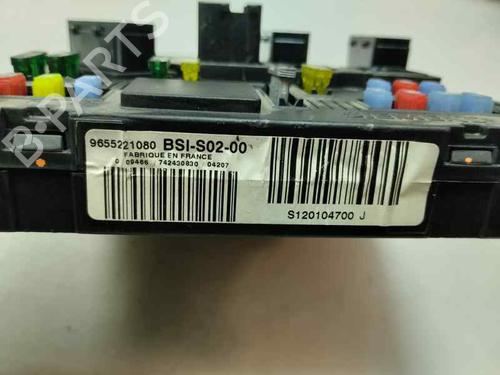 9655221080 BSI-S02-00
FABRIQUE EN FRANCE
0 09466 742430830 04207
S120104700 J
B-PARTS